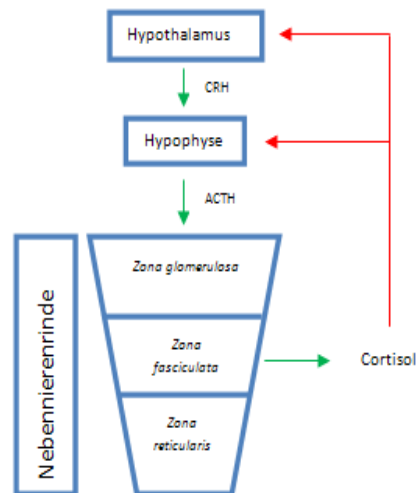 Hypothalamus
CRH
Hypophyse
ACTH
Nebennierenrinde
Zona glomerulosa
Zona
fasciculata
Cortisol
Zona
reticularis